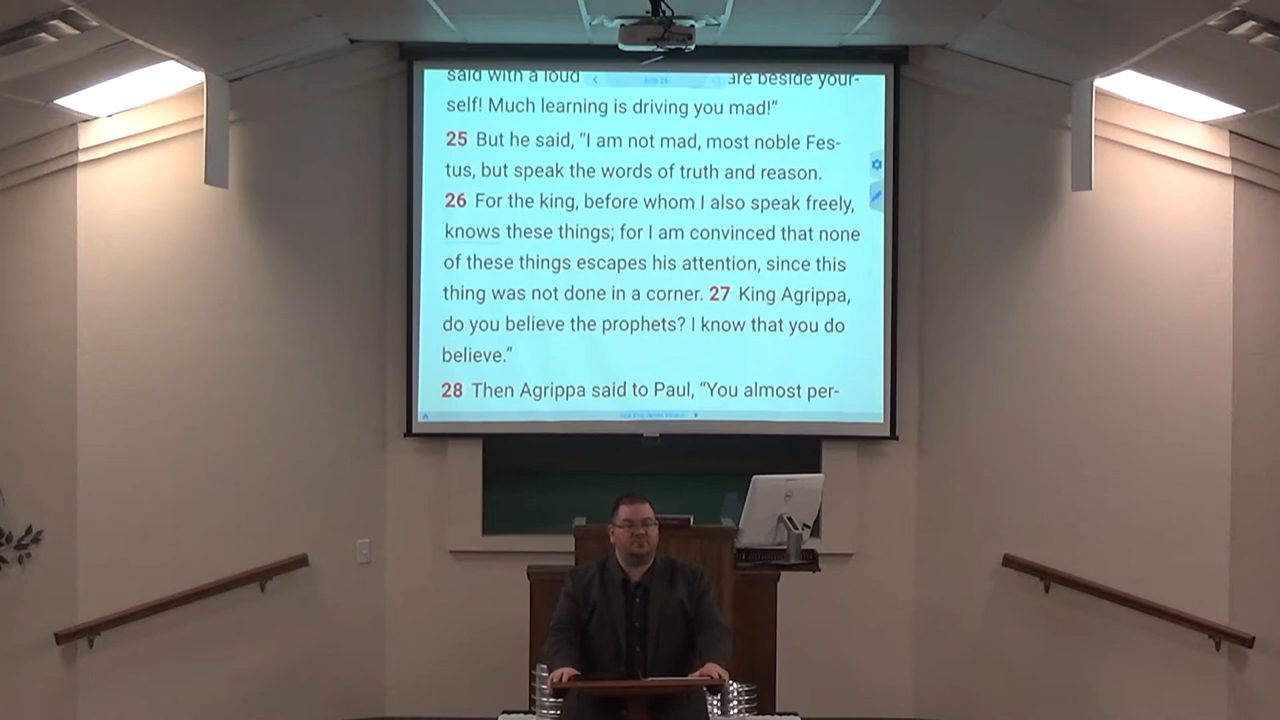 said with a loud are beside your-
self! Much learning is driving you mad!”
25 But he said, “I am not mad, most noble Fes-
tus, but speak the words of truth and reason.
26 For the king, before whom I also speak freely,
knows these things; for I am convinced that none
of these things escapes his attention, since this
thing was not done in a corner. 27 King Agrippa,
do you believe the prophets? I know that you do
believe.”
28 Then Agrippa said to Paul, “You almost per-